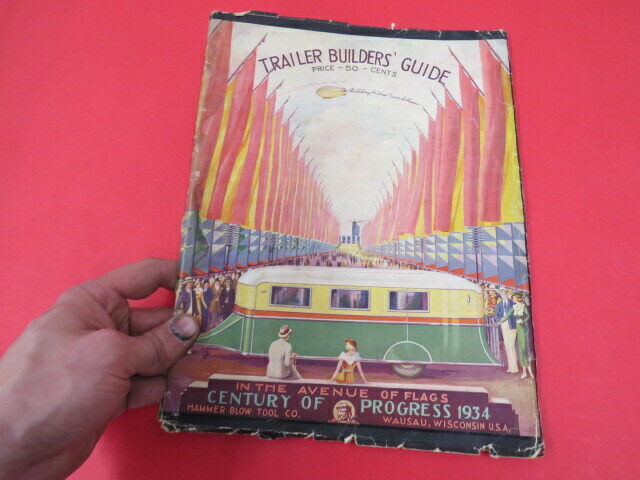 TRAILER BUILDERS' GUIDE
PRICE - 50 - CENTS
IN THE AVENUE OF FLAGS
CENTURY OF PROGRESS 1934
HAMMER BLOW TOOL CO. WAUSAU, WISCONSIN U.S.A.